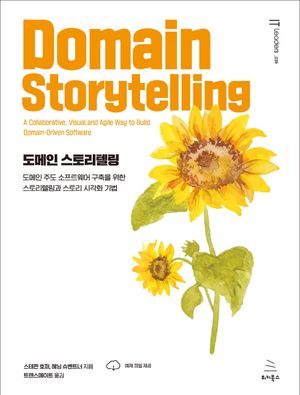 Domain
Storytelling
A Collaborative, Visual and Agile Way to Build
Domain-Driven Software
IT
Leaders
도메인 스토리텔링
도메인 주도 소프트웨어 구축을 위한
스토리텔링과 스토리 시각화 기법
스테판 호퍼, 헤닝 슈벤트너 지음
트랜스메이트 옮김
예제 파일 제공
위키북스